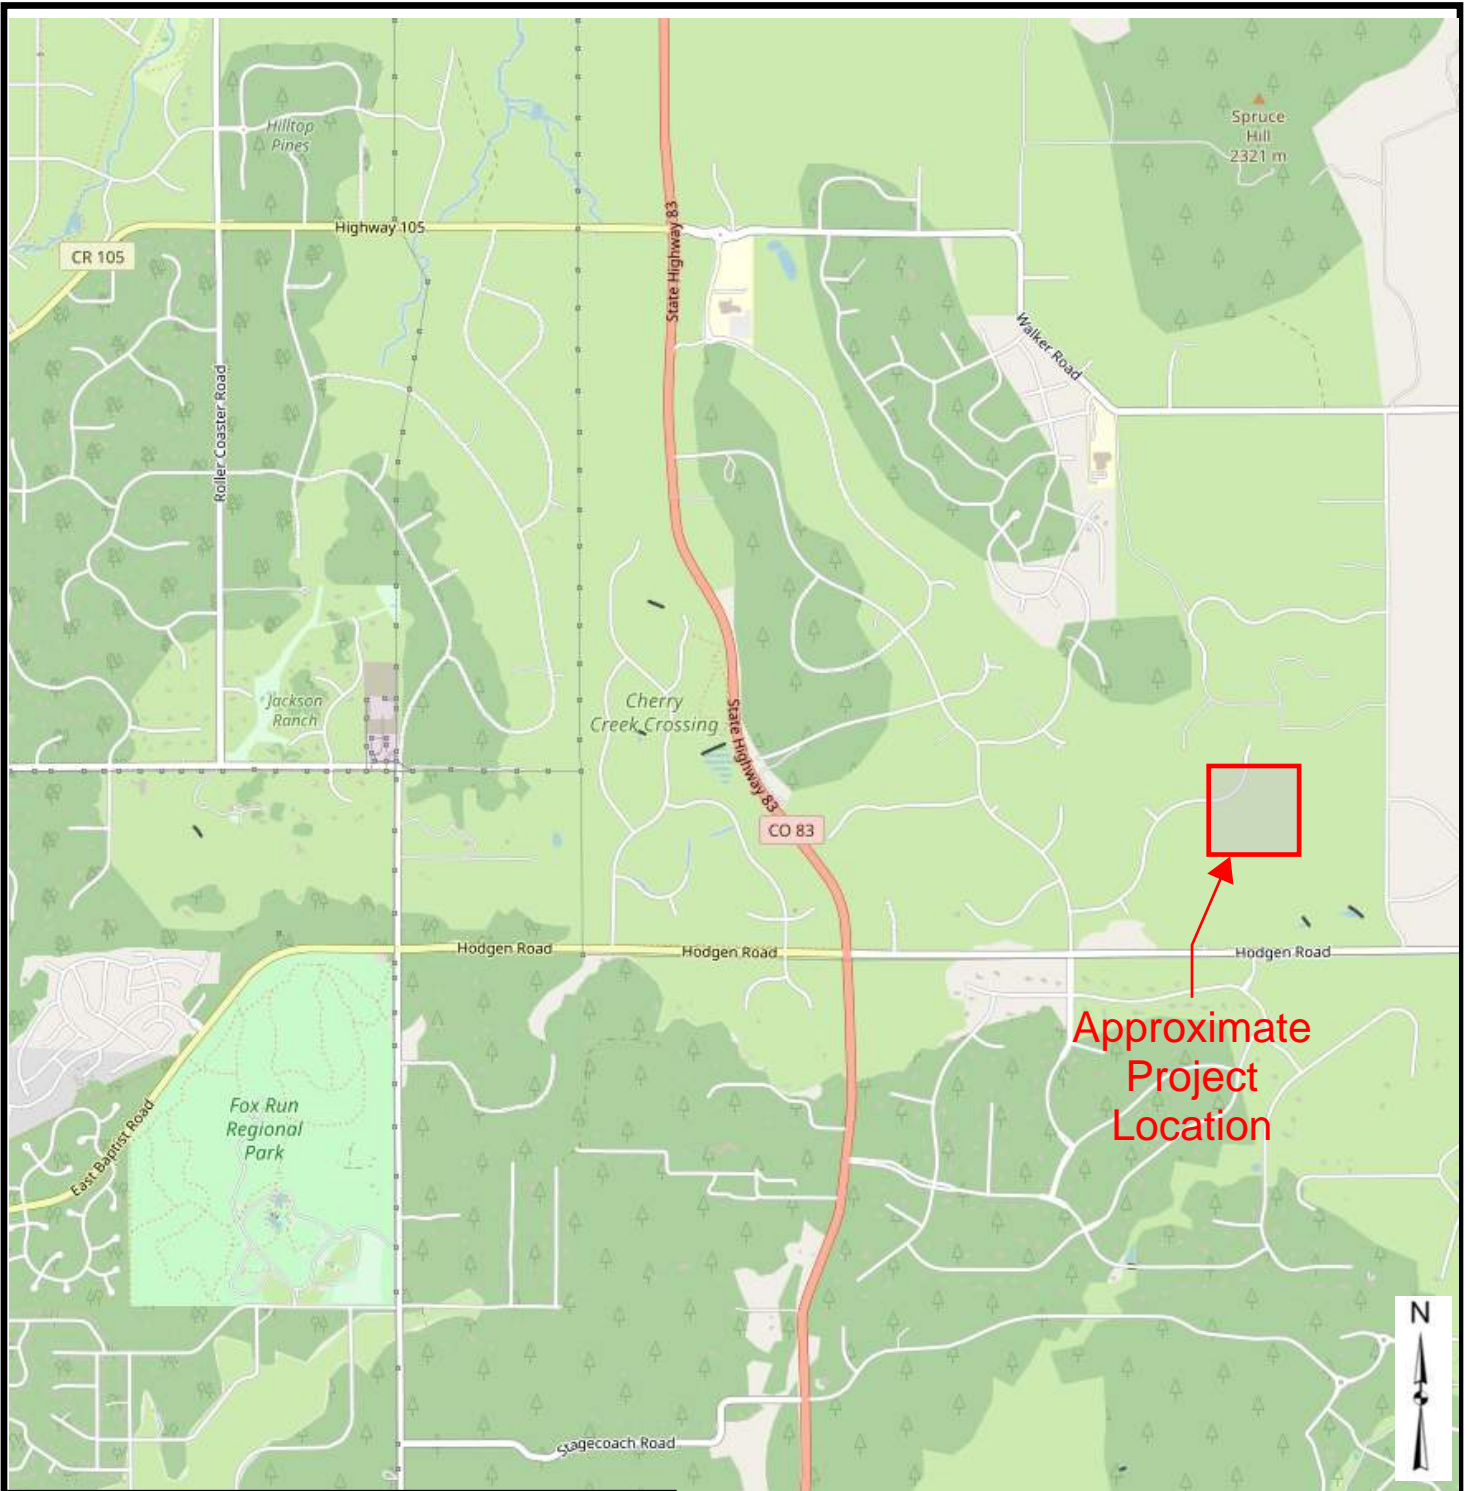 Spruce
Hill
2321 m
Hilltop
Pines
Highway 105
State Highway 83
CR 105
Walker Road
Roller Coaster Road
Jackson
Ranch
Cherry
Creek Crossing
State Highway 83
CO 83
Hodgen Road
Hodgen Road
Hodgen Road
Approximate
Project
Location
Fox Run
Regional
Park
East Baptist Road
N
Stagecoach Road